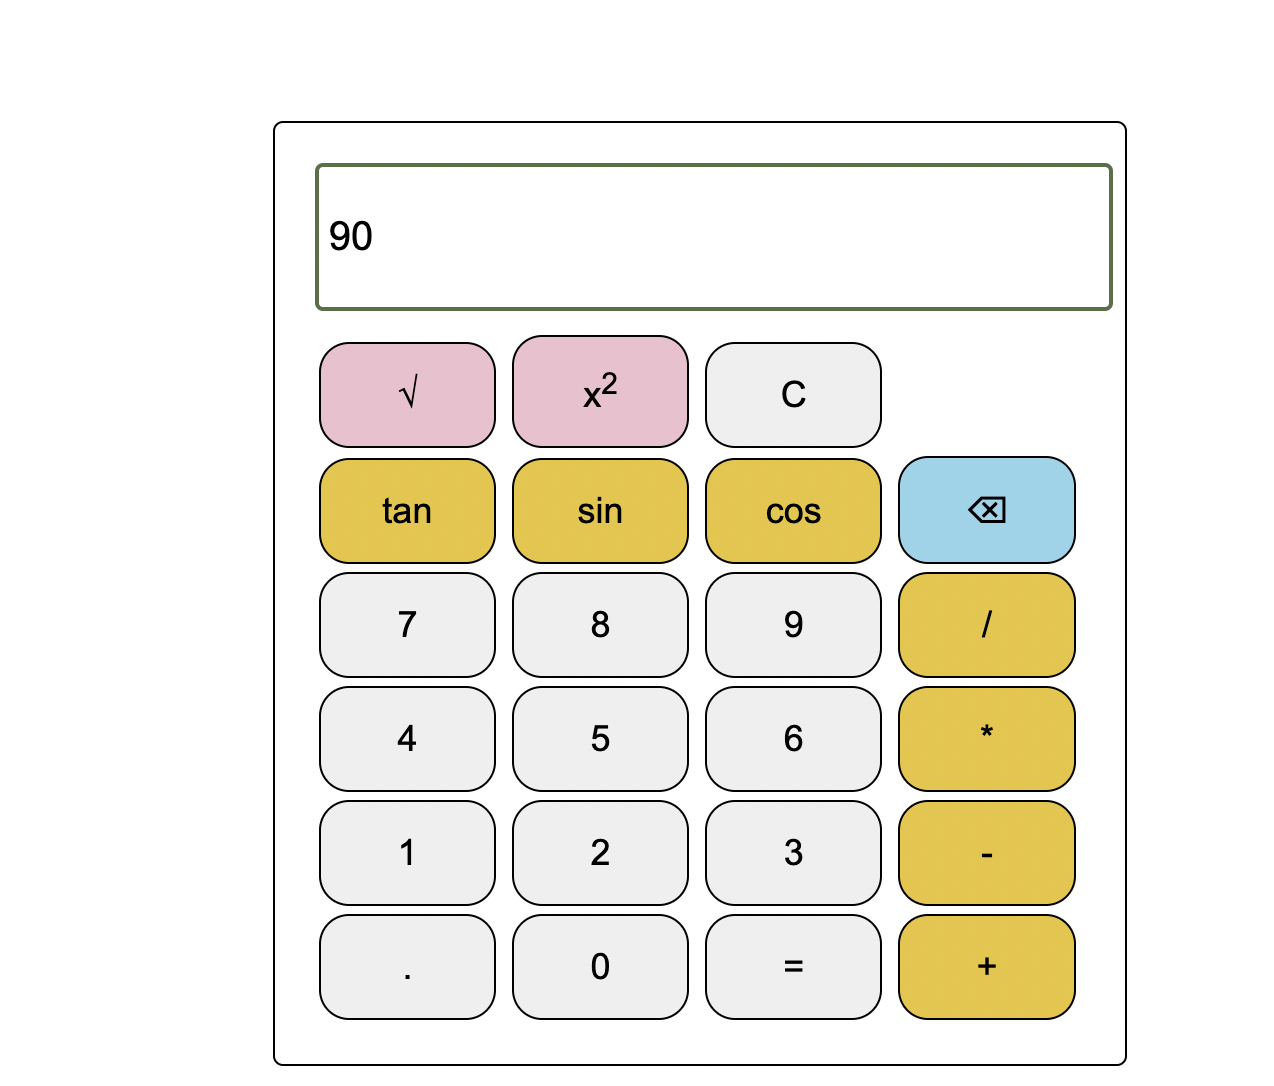 90
√ x² C
tan sin cos ⌫
7 8 9 /
4 5 6 *
1 2 3 -
. 0 = +